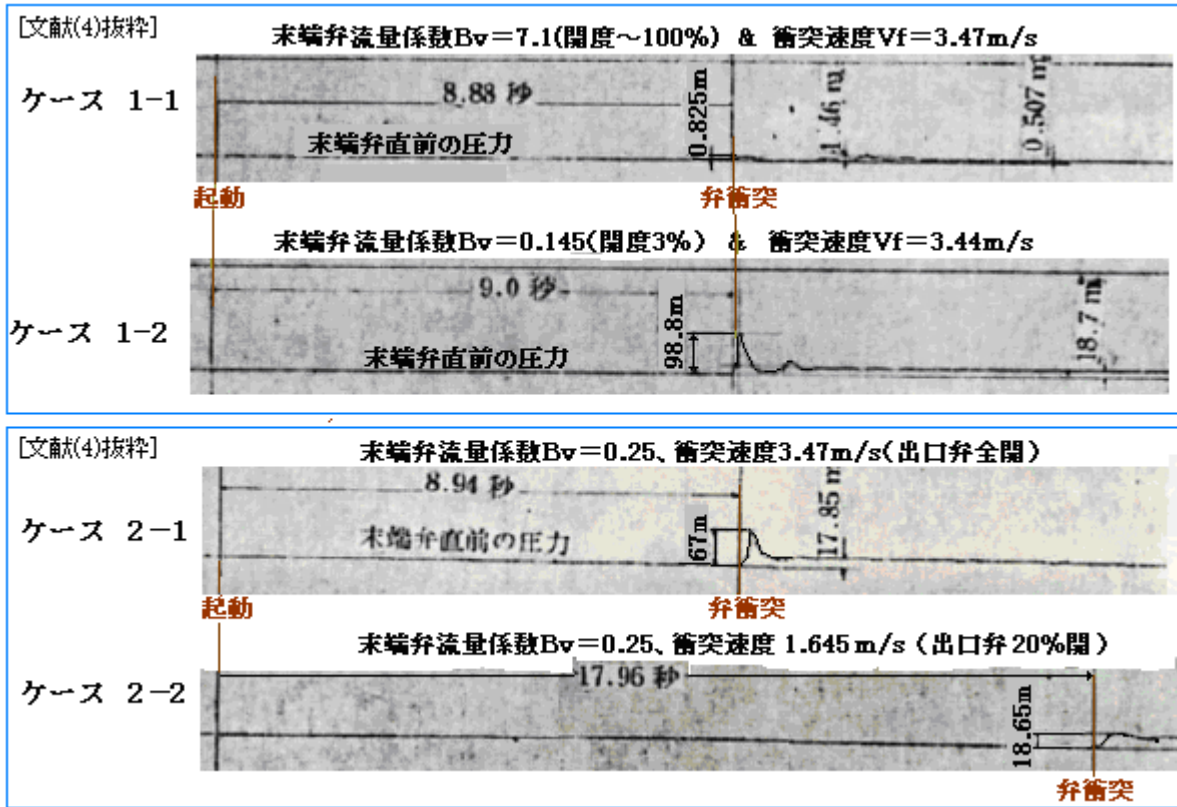 [文献(4)抜粋]
末端弁流量係数Bv＝7.1(開度～100%) & 衝突速度Vf＝3.47m/s
ケース 1-1
8.88 秒
0.825m
1.46 m
0.507 m
末端弁直前の圧力
起動
弁衝突
末端弁流量係数Bv＝0.145(開度3%) & 衝突速度Vf＝3.44m/s
ケース 1-2
9.0 秒
98.8m
18.7 m
末端弁直前の圧力
[文献(4)抜粋]
末端弁流量係数Bv＝0.25、衝突速度3.47m/s(出口弁全開)
ケース 2-1
8.94 秒
67m
17.85 m
末端弁直前の圧力
起動
弁衝突
末端弁流量係数Bv＝0.25、衝突速度 1.645m/s (出口弁20%開)
ケース 2-2
17.96 秒
18.65m
弁衝突